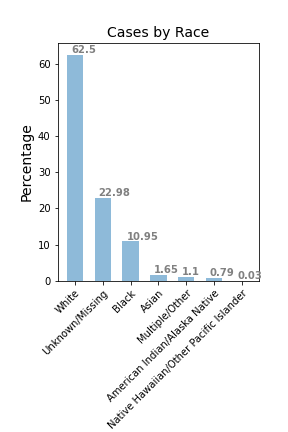 Cases by Race
Percentage
60
50
40
30
20
10
0
62.5
22.98
10.95
1.65
1.1
0.79
0.03
White
Unknown/Missing
Black
Asian
Multiple/Other
American Indian/Alaska Native
Native Hawaiian/Other Pacific Islander